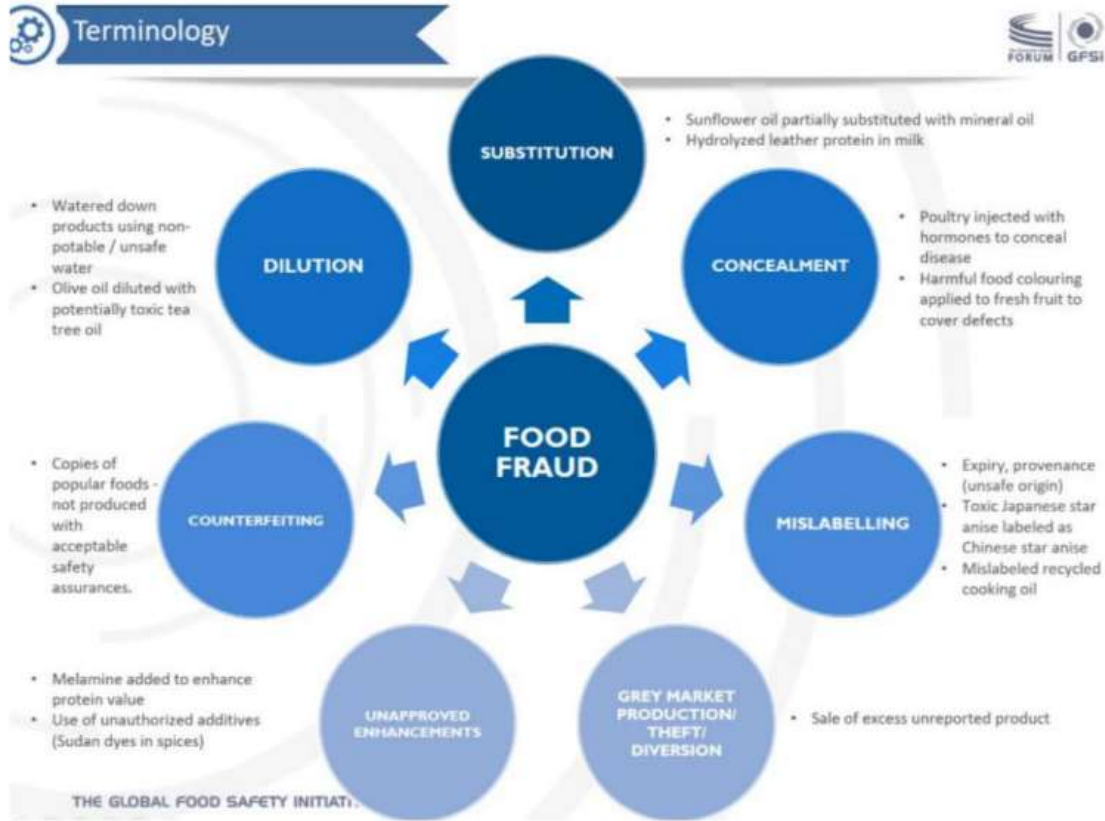 Terminology
FORUM
GFSi
SUBSTITUTION
• Sunflower oil partially substituted with mineral oil
• Hydrolyzed leather protein in milk
CONCEALMENT
• Poultry injected with
hormones to conceal
disease
• Harmful food colouring
applied to fresh fruit to
cover defects
MISLABELLING
• Expiry, provenance
(unsafe origin)
• Toxic Japanese star
anise labeled as
Chinese star anise
• Mislabeled recycled
cooking oil
GREY MARKET
PRODUCTION/
THEFT/
DIVERSION
• Sale of excess unreported product
UNAPPROVED
ENHANCEMENTS
• Melamine added to enhance
protein value
• Use of unauthorized additives
(Sudan dyes in spices)
COUNTERFEITING
• Copies of
popular foods -
not produced
with
acceptable
safety
assurances.
DILUTION
• Watered down
products using non-
potable / unsafe
water
• Olive oil diluted with
potentially toxic tea
tree oil
FOOD
FRAUD
THE GLOBAL FOOD SAFETY INITIATI